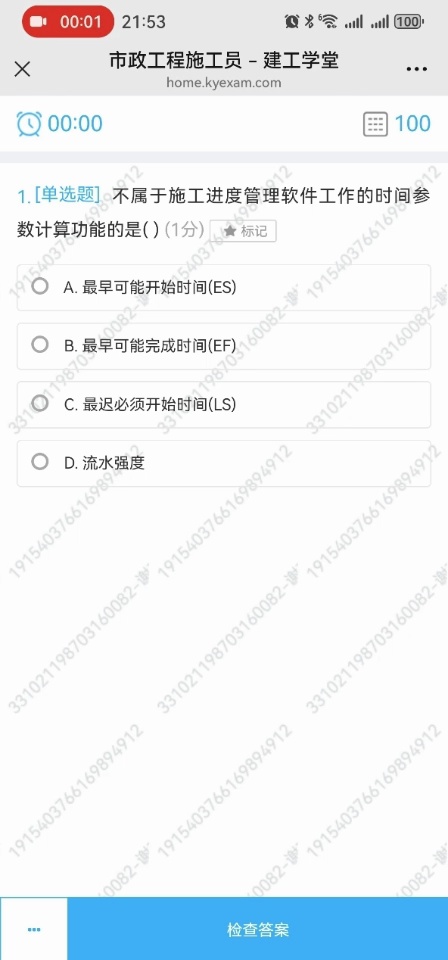 00:01 21:53 100
市政工程施工员 – 建工学堂
home.kyexam.com
00:00 100
1.[单选题] 不属于施工进度管理软件工作的时间参
数计算功能的是( ) (1分) 标记
A. 最早可能开始时间(ES)
B. 最早可能完成时间(EF)
C. 最迟必须开始时间(LS)
D. 流水强度
检查答案